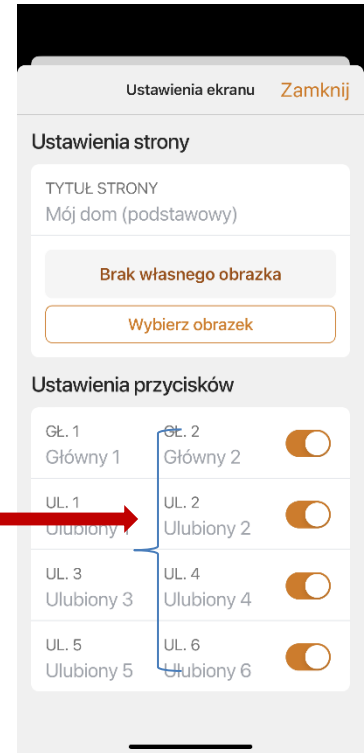 Ustawienia ekranu Zamknij
Ustawienia strony
TYTUŁ STRONY
Mój dom (podstawowy)
Brak własnego obrazka
Wybierz obrazek
Ustawienia przycisków
GŁ. 1 GŁ. 2
Główny 1 Główny 2
UL. 1 UL. 2
Ulubiony 1 Ulubiony 2
UL. 3 UL. 4
Ulubiony 3 Ulubiony 4
UL. 5 UL. 6
Ulubiony 5 Ulubiony 6